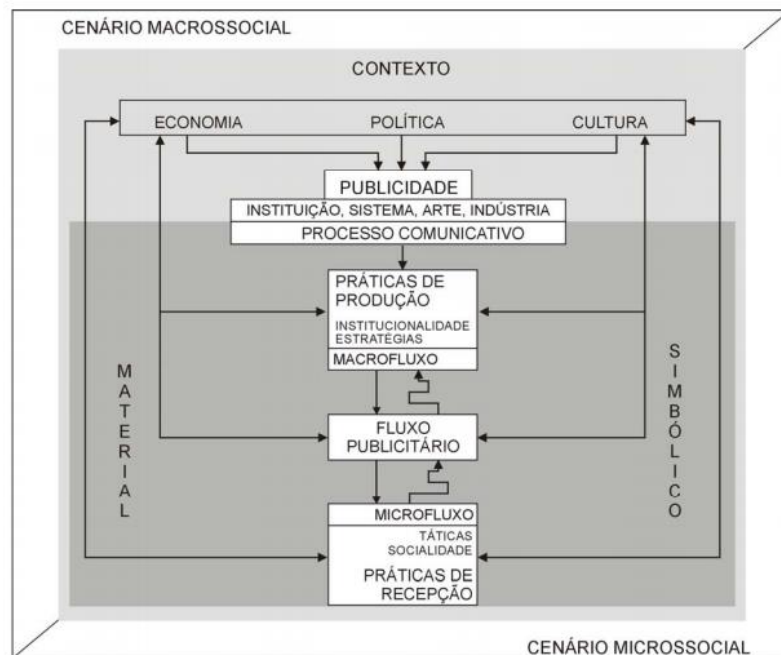 CENÁRIO MACROSSOCIAL
CONTEXTO
ECONOMIA POLÍTICA CULTURA
PUBLICIDADE
INSTITUIÇÃO, SISTEMA, ARTE, INDÚSTRIA
PROCESSO COMUNICATIVO
PRÁTICAS DE
PRODUÇÃO
INSTITUCIONALIDADE
ESTRATÉGIAS
MACROFLUXO
MATERIAL
SIMBÓLICO
FLUXO
PUBLICITÁRIO
MICROFLUXO
TÁTICAS
SOCIALIDADE
PRÁTICAS DE
RECEPÇÃO
CENÁRIO MICROSSOCIAL